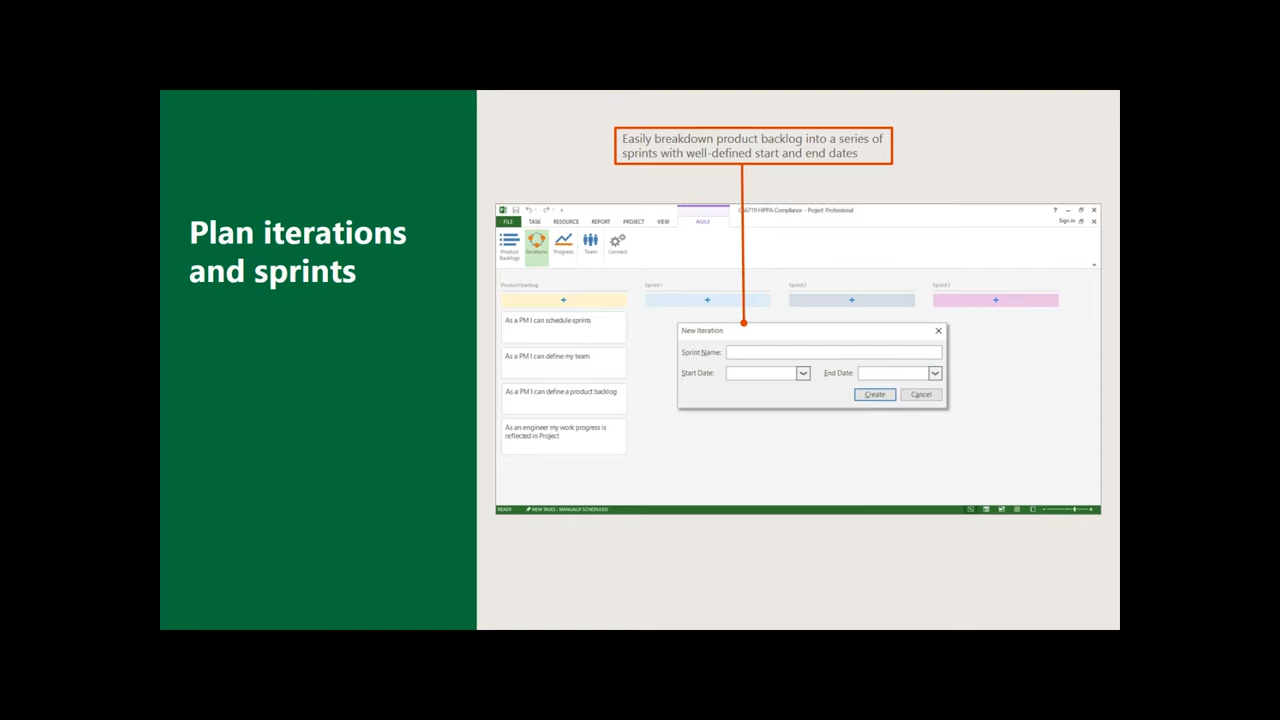 Easily breakdown product backlog into a series of
sprints with well-defined start and end dates
Plan iterations
and sprints
HIPPA Compliance - Project Professional
?
Sign in
FILE TASK RESOURCE REPORT PROJECT VIEW AGILE
Product Backlogs
Iterations
Progress
Team
Connect
Product backlog
Sprint1
Sprint2
Sprint3
+ + + +
As a PM I can schedule sprints
As a PM I can define my team
As a PM I can define a product backlog
As an engineer my work progress is
reflected in Project
New Iteration
Sprint Name:
Start Date:
End Date:
Create
Cancel
READY
NEW TASKS : MANUALLY SCHEDULED